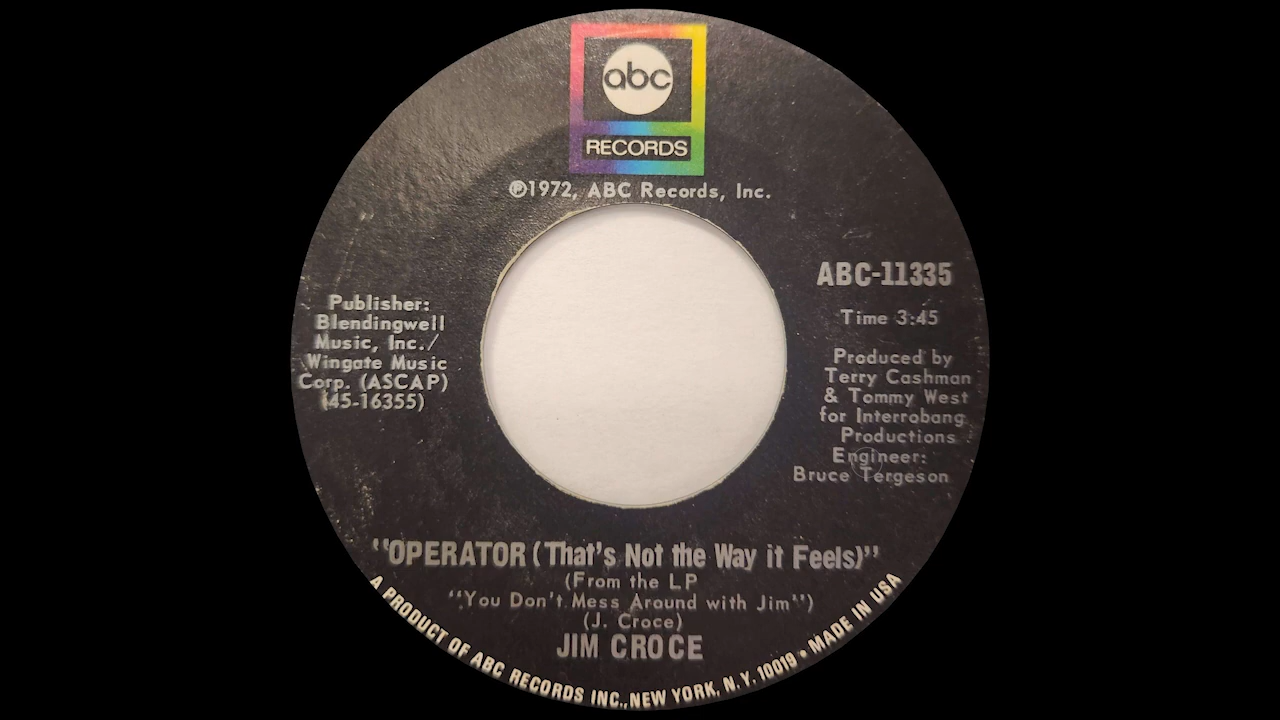 abc
RECORDS
℗1972, ABC Records, Inc.
ABC-11335
Time 3:45
Produced by
Terry Cashman
& Tommy West
for Interrobang
Productions
Engineer:
Bruce Tergeson
Publisher:
Blendingwell
Music, Inc./
Wingate Music
Corp. (ASCAP)
(45-16355)
"OPERATOR (That's Not the Way it Feels)"
(From the LP
"You Don't Mess Around with Jim")
(J. Croce)
JIM CROCE
A PRODUCT OF ABC RECORDS INC., NEW YORK, N.Y. 10019 • MADE IN USA